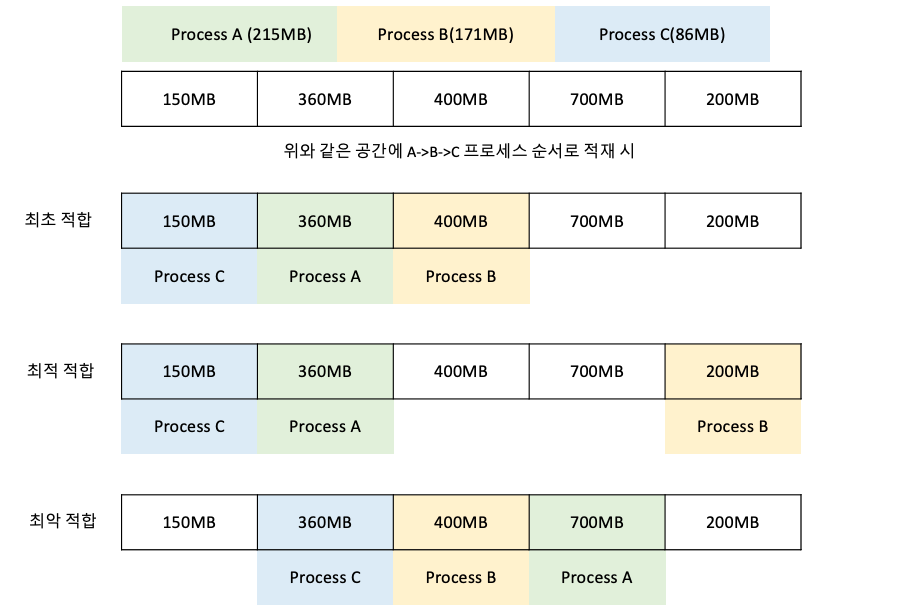 Process A (215MB) Process B(171MB) Process C(86MB)
150MB 360MB 400MB 700MB 200MB
위와 같은 공간에 A->B->C 프로세스 순서로 적재 시
최초 적합 150MB 360MB 400MB 700MB 200MB
Process C Process A Process B
최적 적합 150MB 360MB 400MB 700MB 200MB
Process C Process A Process B
최악 적합 150MB 360MB 400MB 700MB 200MB
Process C Process B Process A